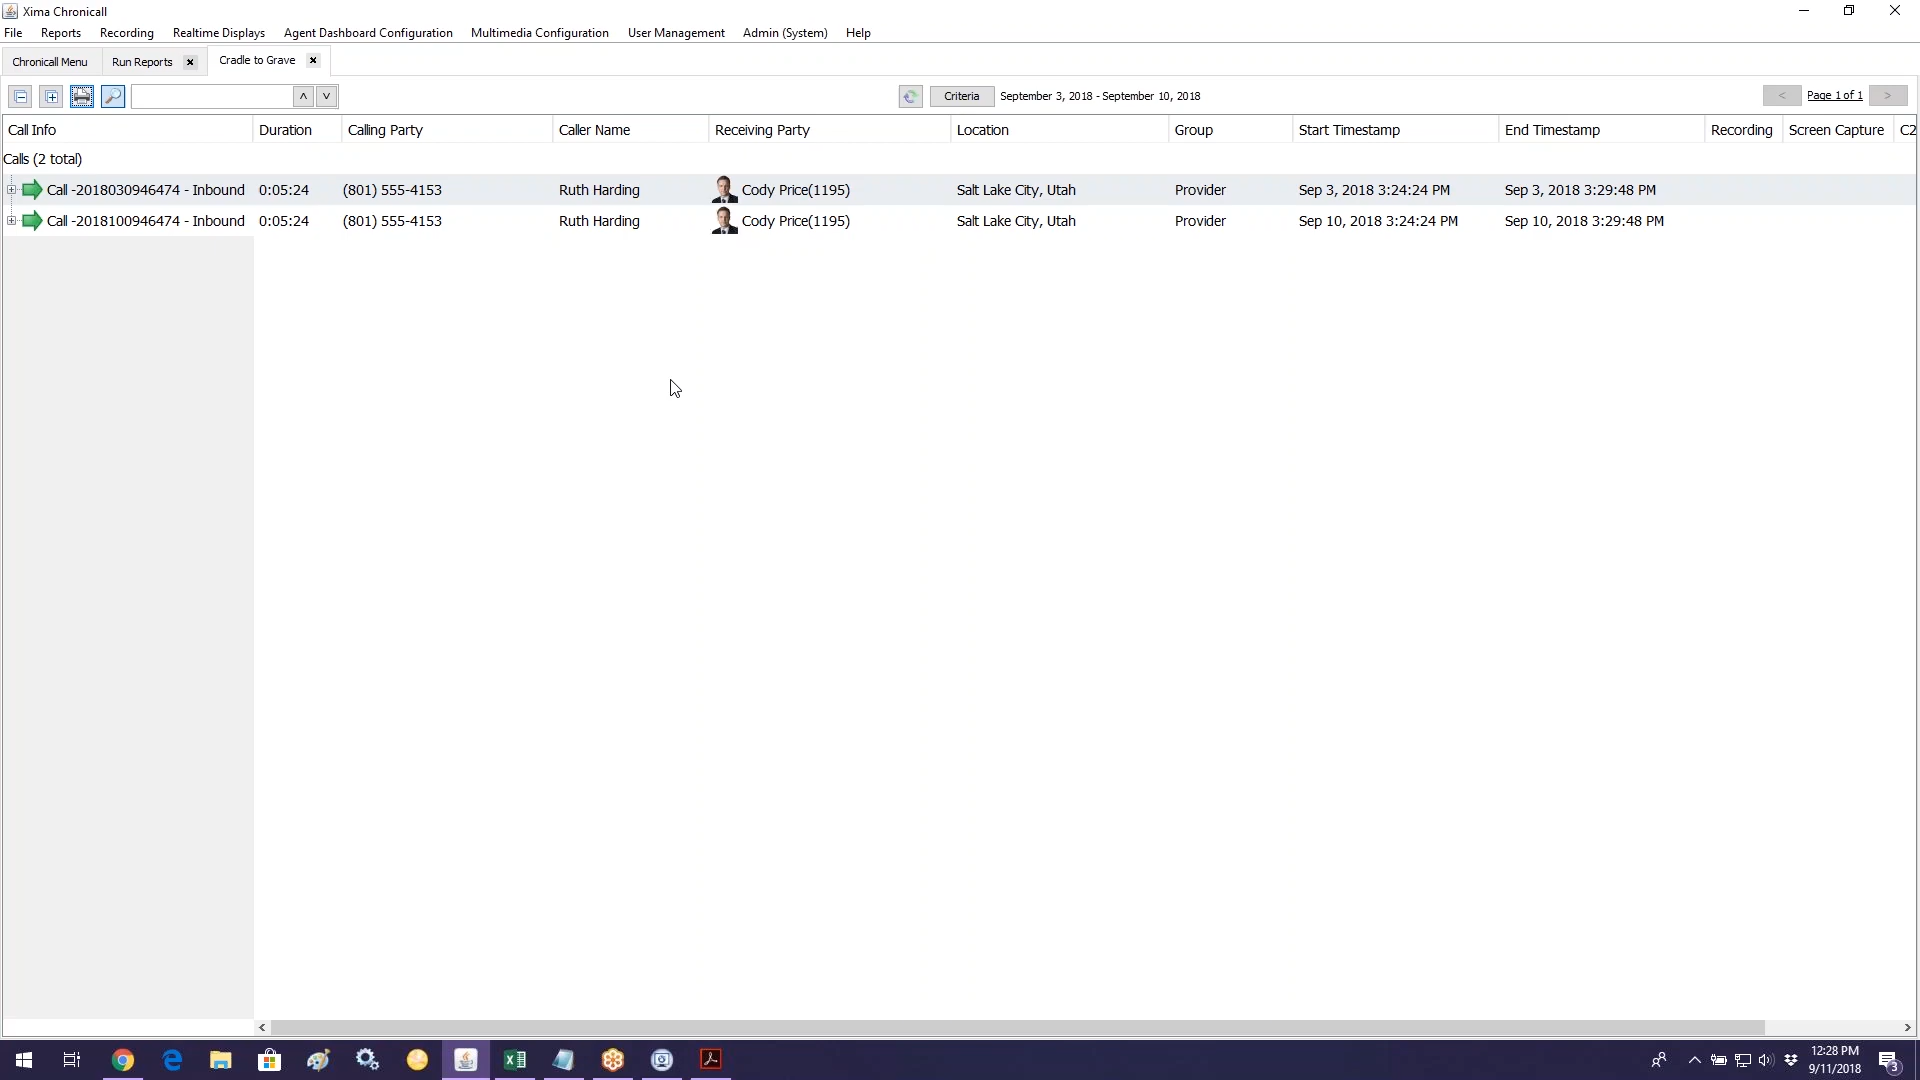 Xima Chronicall
File Reports Recording Realtime Displays Agent Dashboard Configuration Multimedia Configuration User Management Admin (System) Help
Chronicall Menu Run Reports Cradle to Grave
Criteria September 3, 2018 - September 10, 2018 < Page 1 of 1 >
Call Info Duration Calling Party Caller Name Receiving Party Location Group Start Timestamp End Timestamp Recording Screen Capture C2
Calls (2 total)
Call -2018030946474 - Inbound 0:05:24 (801) 555-4153 Ruth Harding Cody Price(1195) Salt Lake City, Utah Provider Sep 3, 2018 3:24:24 PM Sep 3, 2018 3:29:48 PM
Call -2018100946474 - Inbound 0:05:24 (801) 555-4153 Ruth Harding Cody Price(1195) Salt Lake City, Utah Provider Sep 10, 2018 3:24:24 PM Sep 10, 2018 3:29:48 PM
12:28 PM
9/11/2018
3